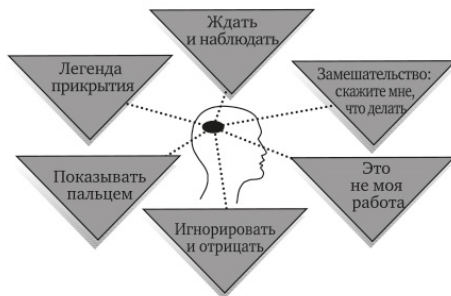 Ждать
и наблюдать
Легенда
прикрытия
Замешательство:
скажите мне,
что делать
Показывать
пальцем
Это
не моя
работа
Игнорировать
и отрицать